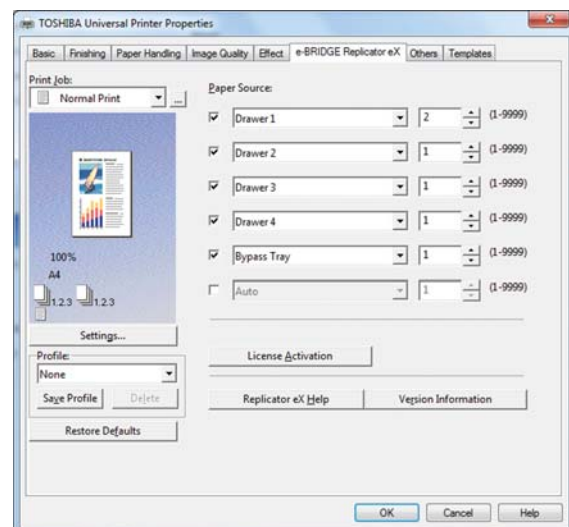 TOSHIBA Universal Printer Properties
Basic Finishing Paper Handling Image Quality Effect e-BRIDGE Replicator eX Others Templates
Print Job:
Normal Print ...
100%
A4
1.2.3 1.2.3
Settings...
Profile:
None
Save Profile Delete
Restore Defaults
Paper Source:
Drawer 1 2 (1-9999)
Drawer 2 1 (1-9999)
Drawer 3 1 (1-9999)
Drawer 4 1 (1-9999)
Bypass Tray 1 (1-9999)
Auto 1 (1-9999)
License Activation
Replicator eX Help Version Information
OK Cancel Help